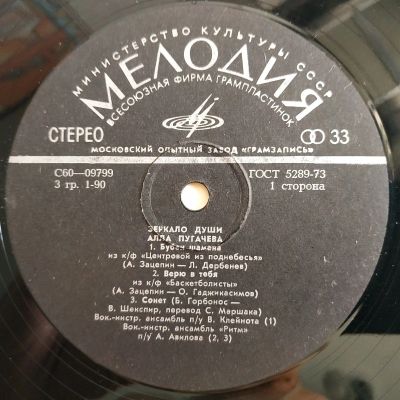 МИНИСТЕРСТВО КУЛЬТУРЫ СССР
МЕЛОДИЯ
ВСЕСОЮЗНАЯ ФИРМА ГРАМПЛАСТИНОК
СТЕРЕО
33
МОСКОВСКИЙ ОПЫТНЫЙ ЗАВОД «ГРАМЗАПИСЬ»
С60—09799 ГОСТ 5289-73
3 гр. 1-90 1 сторона
ЗЕРКАЛО ДУШИ
АЛЛА ПУГАЧЕВА
1. Бубен шамана
из к/ф «Центровой из поднебесья»
(А. Зацепин — Л. Дербенев)
2. Верю в тебя
из к/ф «Баскетболисты»
(А. Зацепин — О. Гаджикасимов)
3. Сонет (Б. Горбонос —
В. Шекспир, перевод С. Маршака)
Вок.-инстр. ансамбль п/у В. Клейнота (1)
Вок.-инстр. ансамбль «Ритм»
п/у А. Авилова (2, 3)